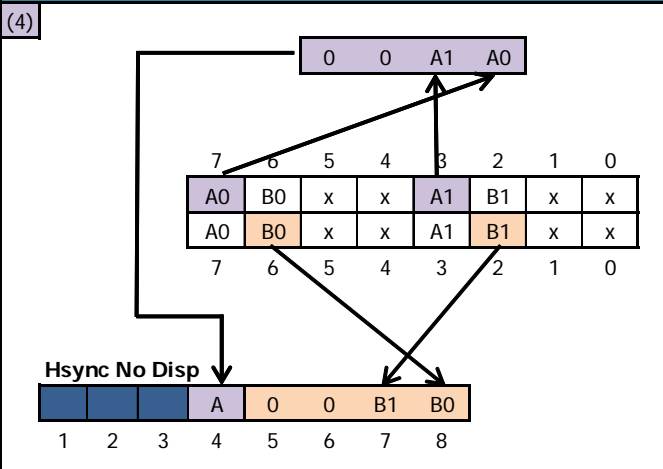 (4)
0 0 A1 A0
7 6 5 4 3 2 1 0
A0 B0 x x A1 B1 x x
A0 B0 x x A1 B1 x x
7 6 5 4 3 2 1 0
Hsync No Disp
A 0 0 B1 B0
1 2 3 4 5 6 7 8